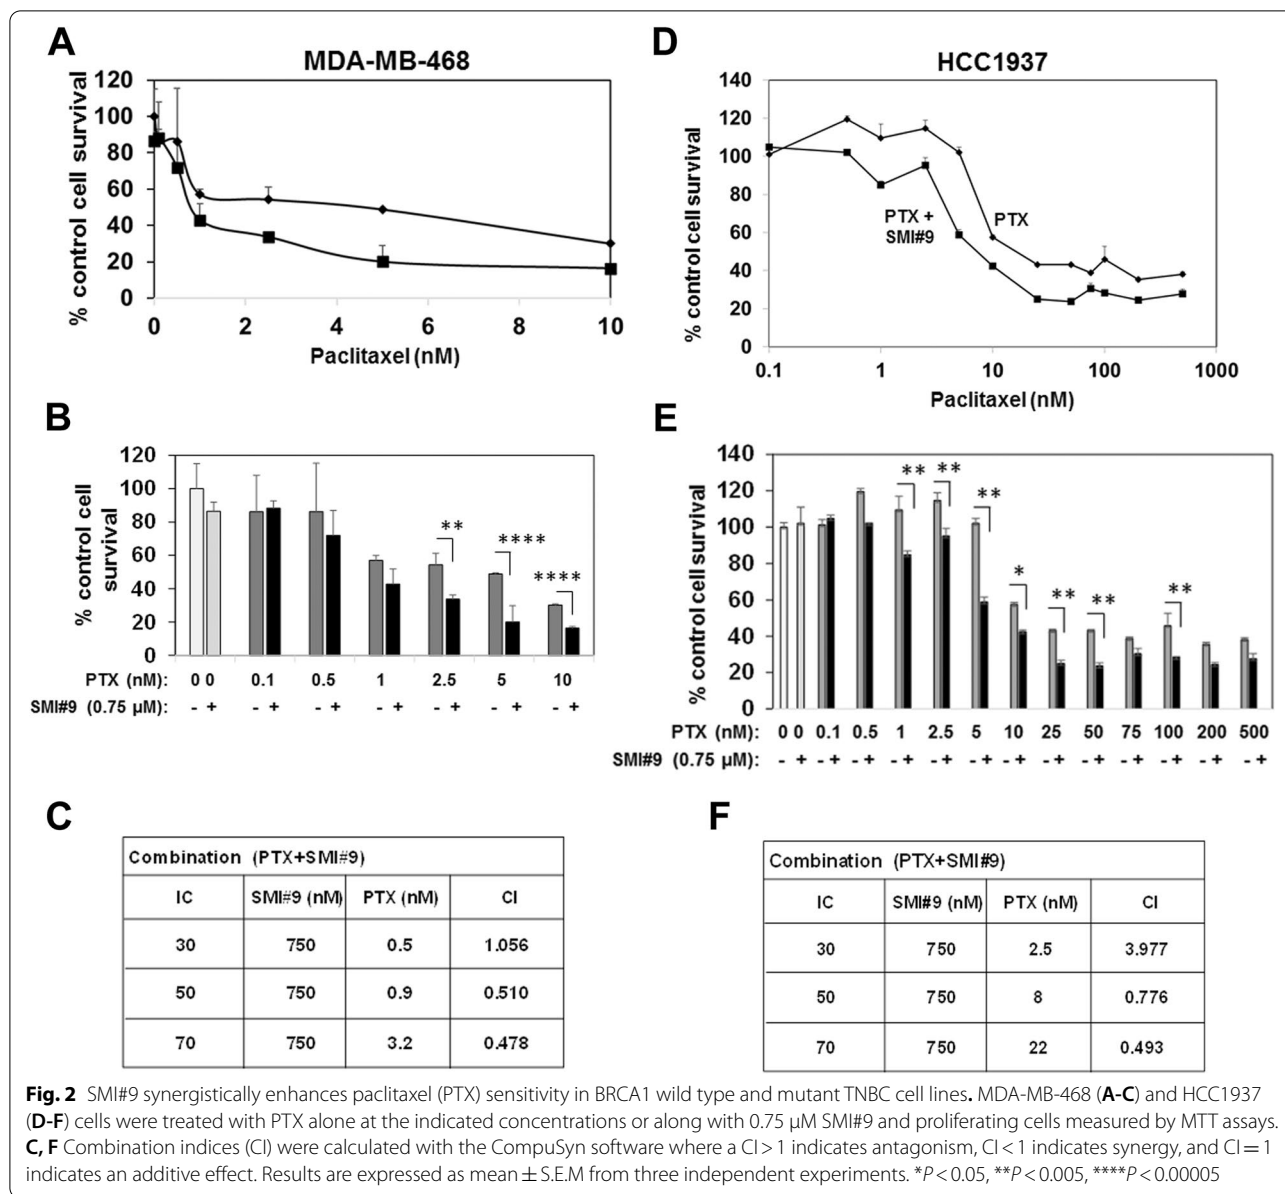 A
MDA-MB-468
% control cell survival
120
100
80
60
40
20
0
0 2 4 6 8 10
Paclitaxel (nM)
D
HCC1937
% control cell survival
140
120
100
80
60
40
20
0
PTX +
SMI#9
PTX
0.1 1 10 100 1000
Paclitaxel (nM)
B
% control cell
survival
120
100
80
60
40
20
0
** **** ****
PTX (nM): 0 0 0.1 0.5 1 2.5 5 10
SMI#9 (0.75 µM): - + - + - + - + - + - + - +
E
% control cell survival
140
120
100
80
60
40
20
0
** ** ** * ** ** **
PTX (nM): 0 0 0.1 0.5 1 2.5 5 10 25 50 75 100 200 500
SMI#9 (0.75 µM): - + - + - + - + - + - + - + - + - + - + - + - + - +
C
Combination (PTX+SMI#9)
IC SMI#9 (nM) PTX (nM) CI
30 750 0.5 1.056
50 750 0.9 0.510
70 750 3.2 0.478
F
Combination (PTX+SMI#9)
IC SMI#9 (nM) PTX (nM) CI
30 750 2.5 3.977
50 750 8 0.776
70 750 22 0.493
Fig. 2 SMI#9 synergistically enhances paclitaxel (PTX) sensitivity in BRCA1 wild type and mutant TNBC cell lines. MDA-MB-468 (A-C) and HCC1937
(D-F) cells were treated with PTX alone at the indicated concentrations or along with 0.75 µM SMI#9 and proliferating cells measured by MTT assays.
C, F Combination indices (CI) were calculated with the CompuSyn software where a CI > 1 indicates antagonism, CI < 1 indicates synergy, and CI = 1
indicates an additive effect. Results are expressed as mean ± S.E.M from three independent experiments. *P < 0.05, **P < 0.005, ****P < 0.00005